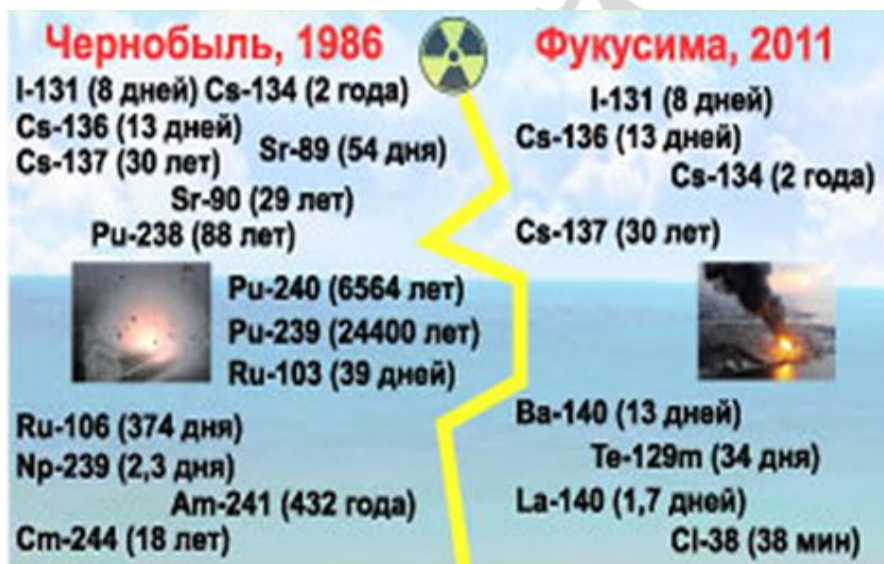 Чернобыль, 1986
I-131 (8 дней) Cs-134 (2 года)
Cs-136 (13 дней)
Sr-89 (54 дня)
Cs-137 (30 лет)
Sr-90 (29 лет)
Pu-238 (88 лет)
Pu-240 (6564 лет)
Pu-239 (24400 лет)
Ru-103 (39 дней)
Ru-106 (374 дня)
Np-239 (2,3 дня)
Am-241 (432 года)
Cm-244 (18 лет)
Фукусима, 2011
I-131 (8 дней)
Cs-136 (13 дней)
Cs-134 (2 года)
Cs-137 (30 лет)
Ba-140 (13 дней)
Te-129m (34 дня)
La-140 (1,7 дней)
Cl-38 (38 мин)